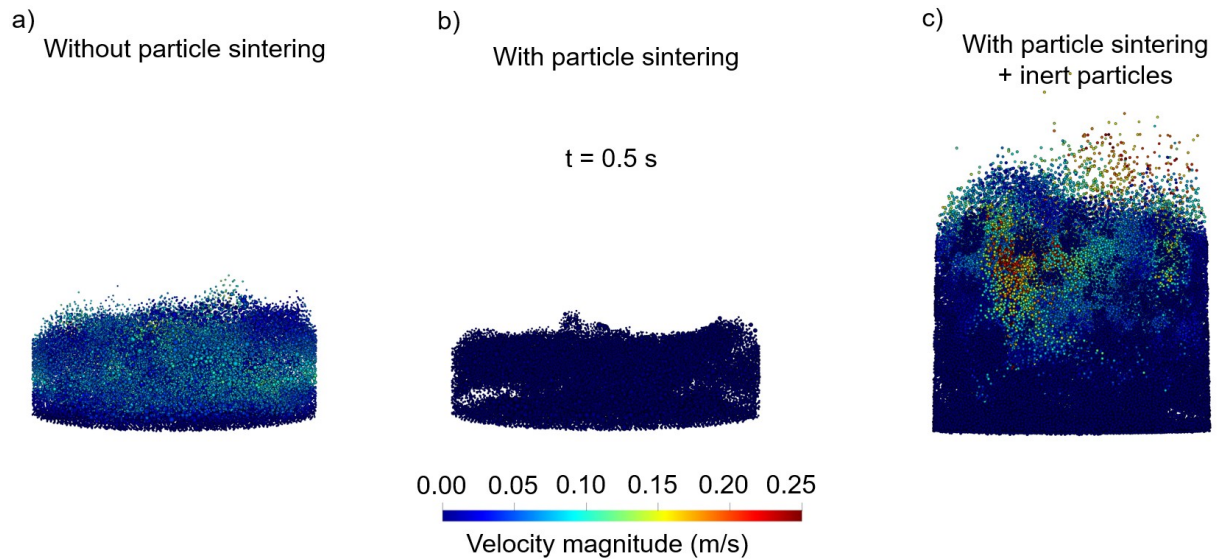 a)
Without particle sintering
b)
With particle sintering
c)
With particle sintering
+ inert particles
t = 0.5 s
0.00 0.05 0.10 0.15 0.20 0.25
Velocity magnitude (m/s)